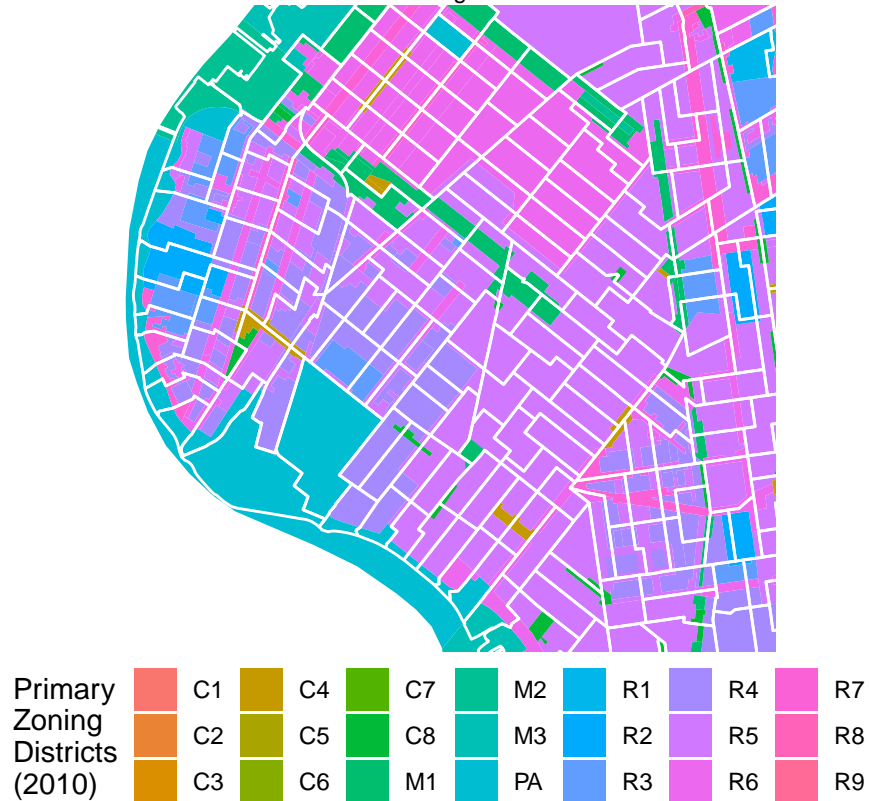 Primary
Zoning
Districts
(2010)
C1 C4 C7 M2 R1 R4 R7
C2 C5 C8 M3 R2 R5 R8
C3 C6 M1 PA R3 R6 R9